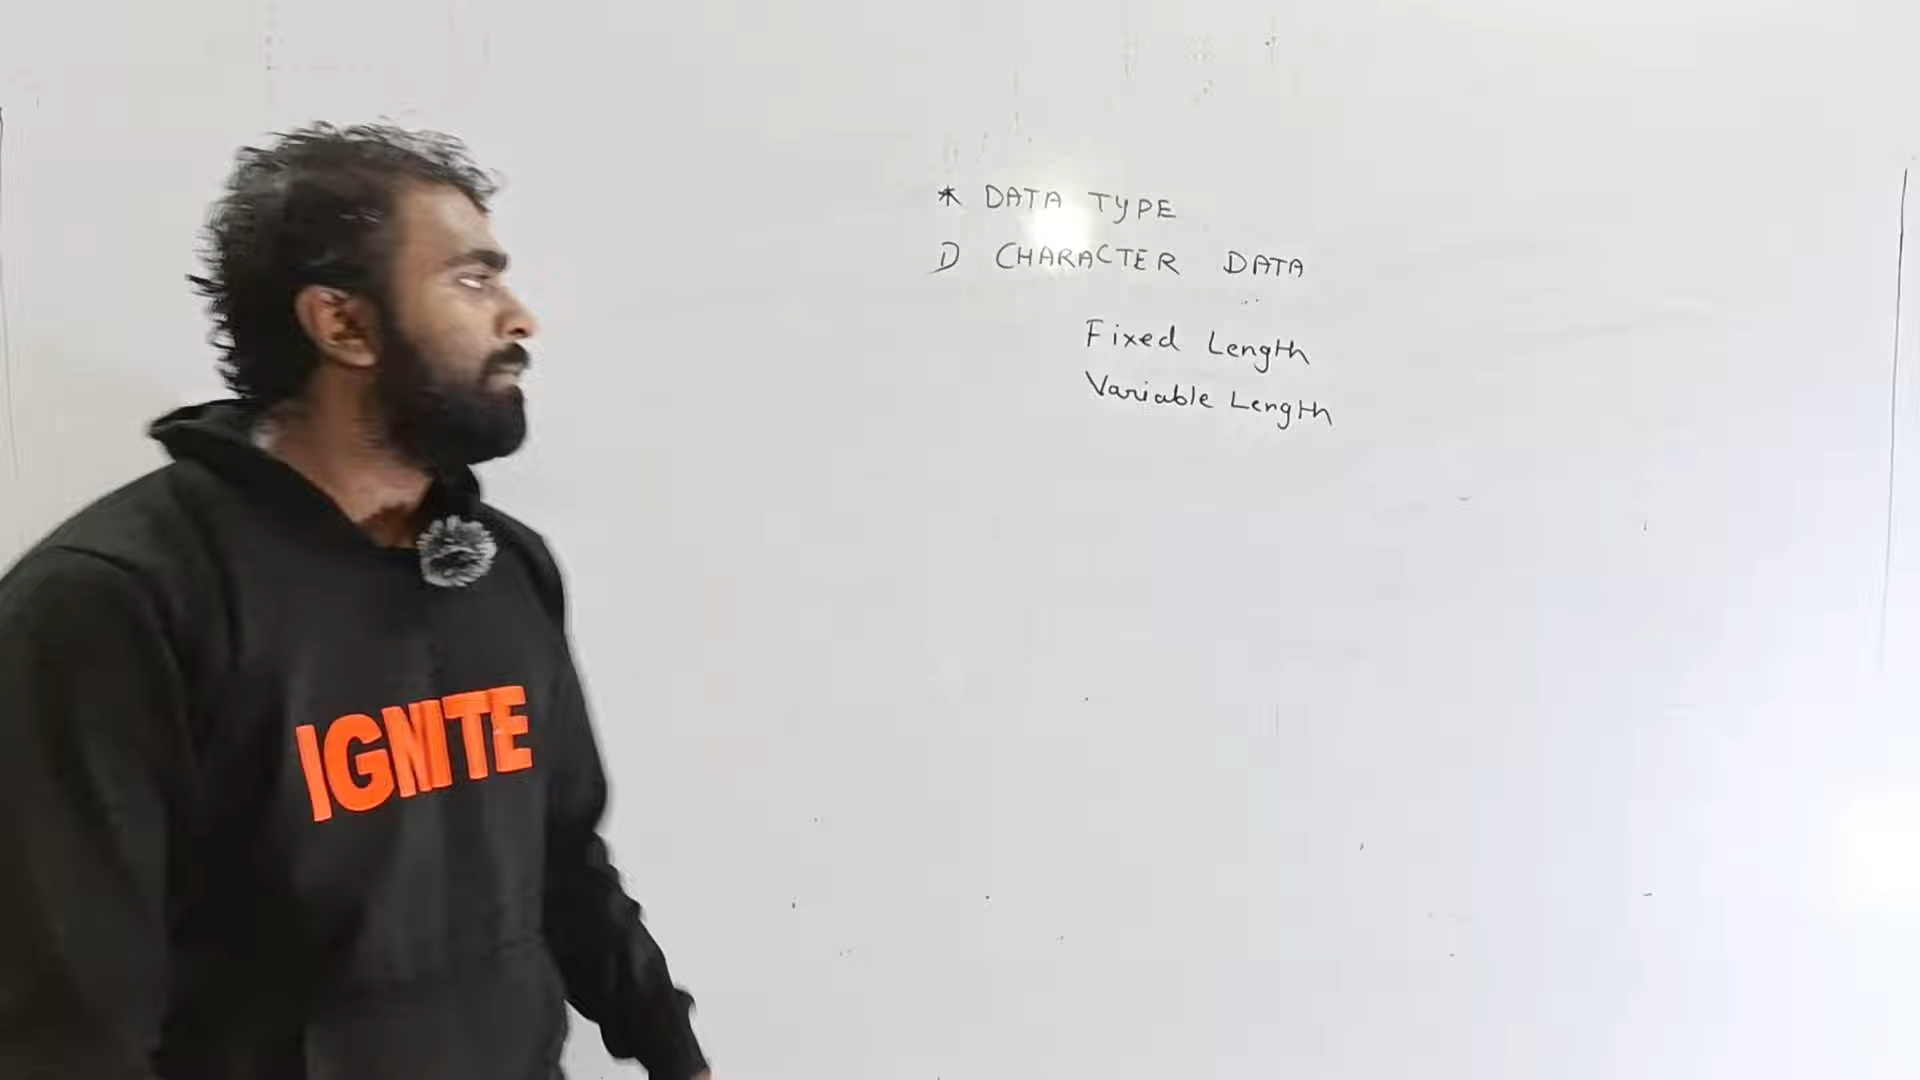 * DATA TYPE
1) CHARACTER DATA
Fixed Length
Variable Length
IGNITE